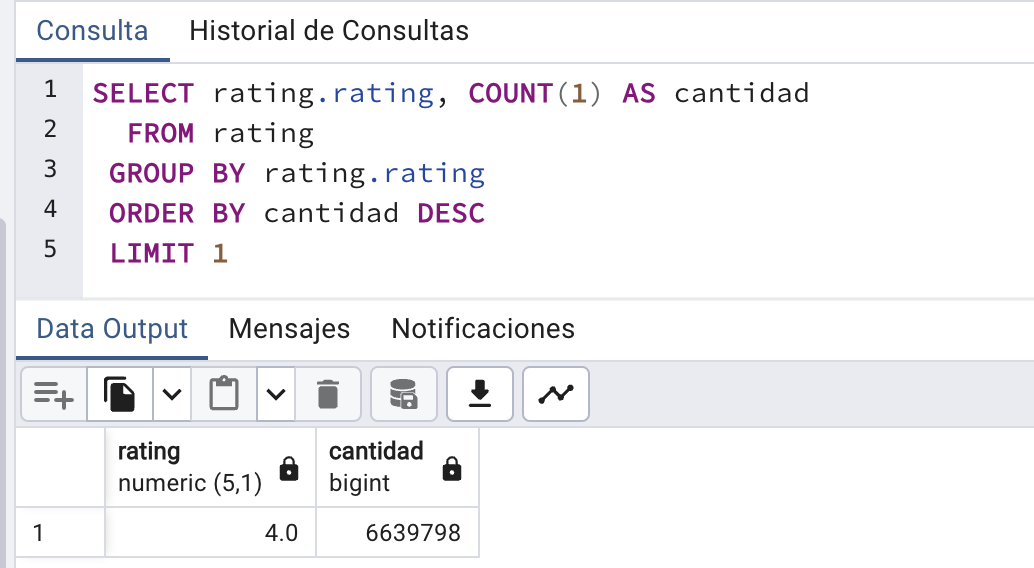 Consulta Historial de Consultas
1 SELECT rating.rating, COUNT(1) AS cantidad
2 FROM rating
3 GROUP BY rating.rating
4 ORDER BY cantidad DESC
5 LIMIT 1
Data Output Mensajes Notificaciones
rating cantidad
numeric (5,1) bigint
1 4.0 6639798